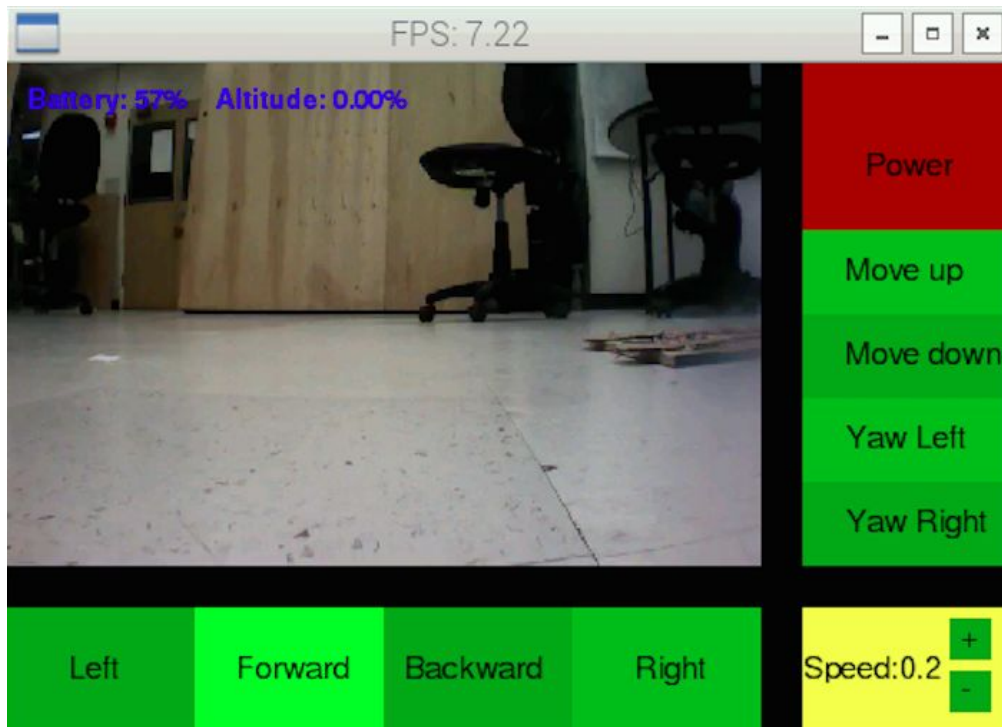 FPS: 7.22
Battery: 57% Altitude: 0.00%
Power
Move up
Move down
Yaw Left
Yaw Right
Left Forward Backward Right
Speed:0.2
+
-